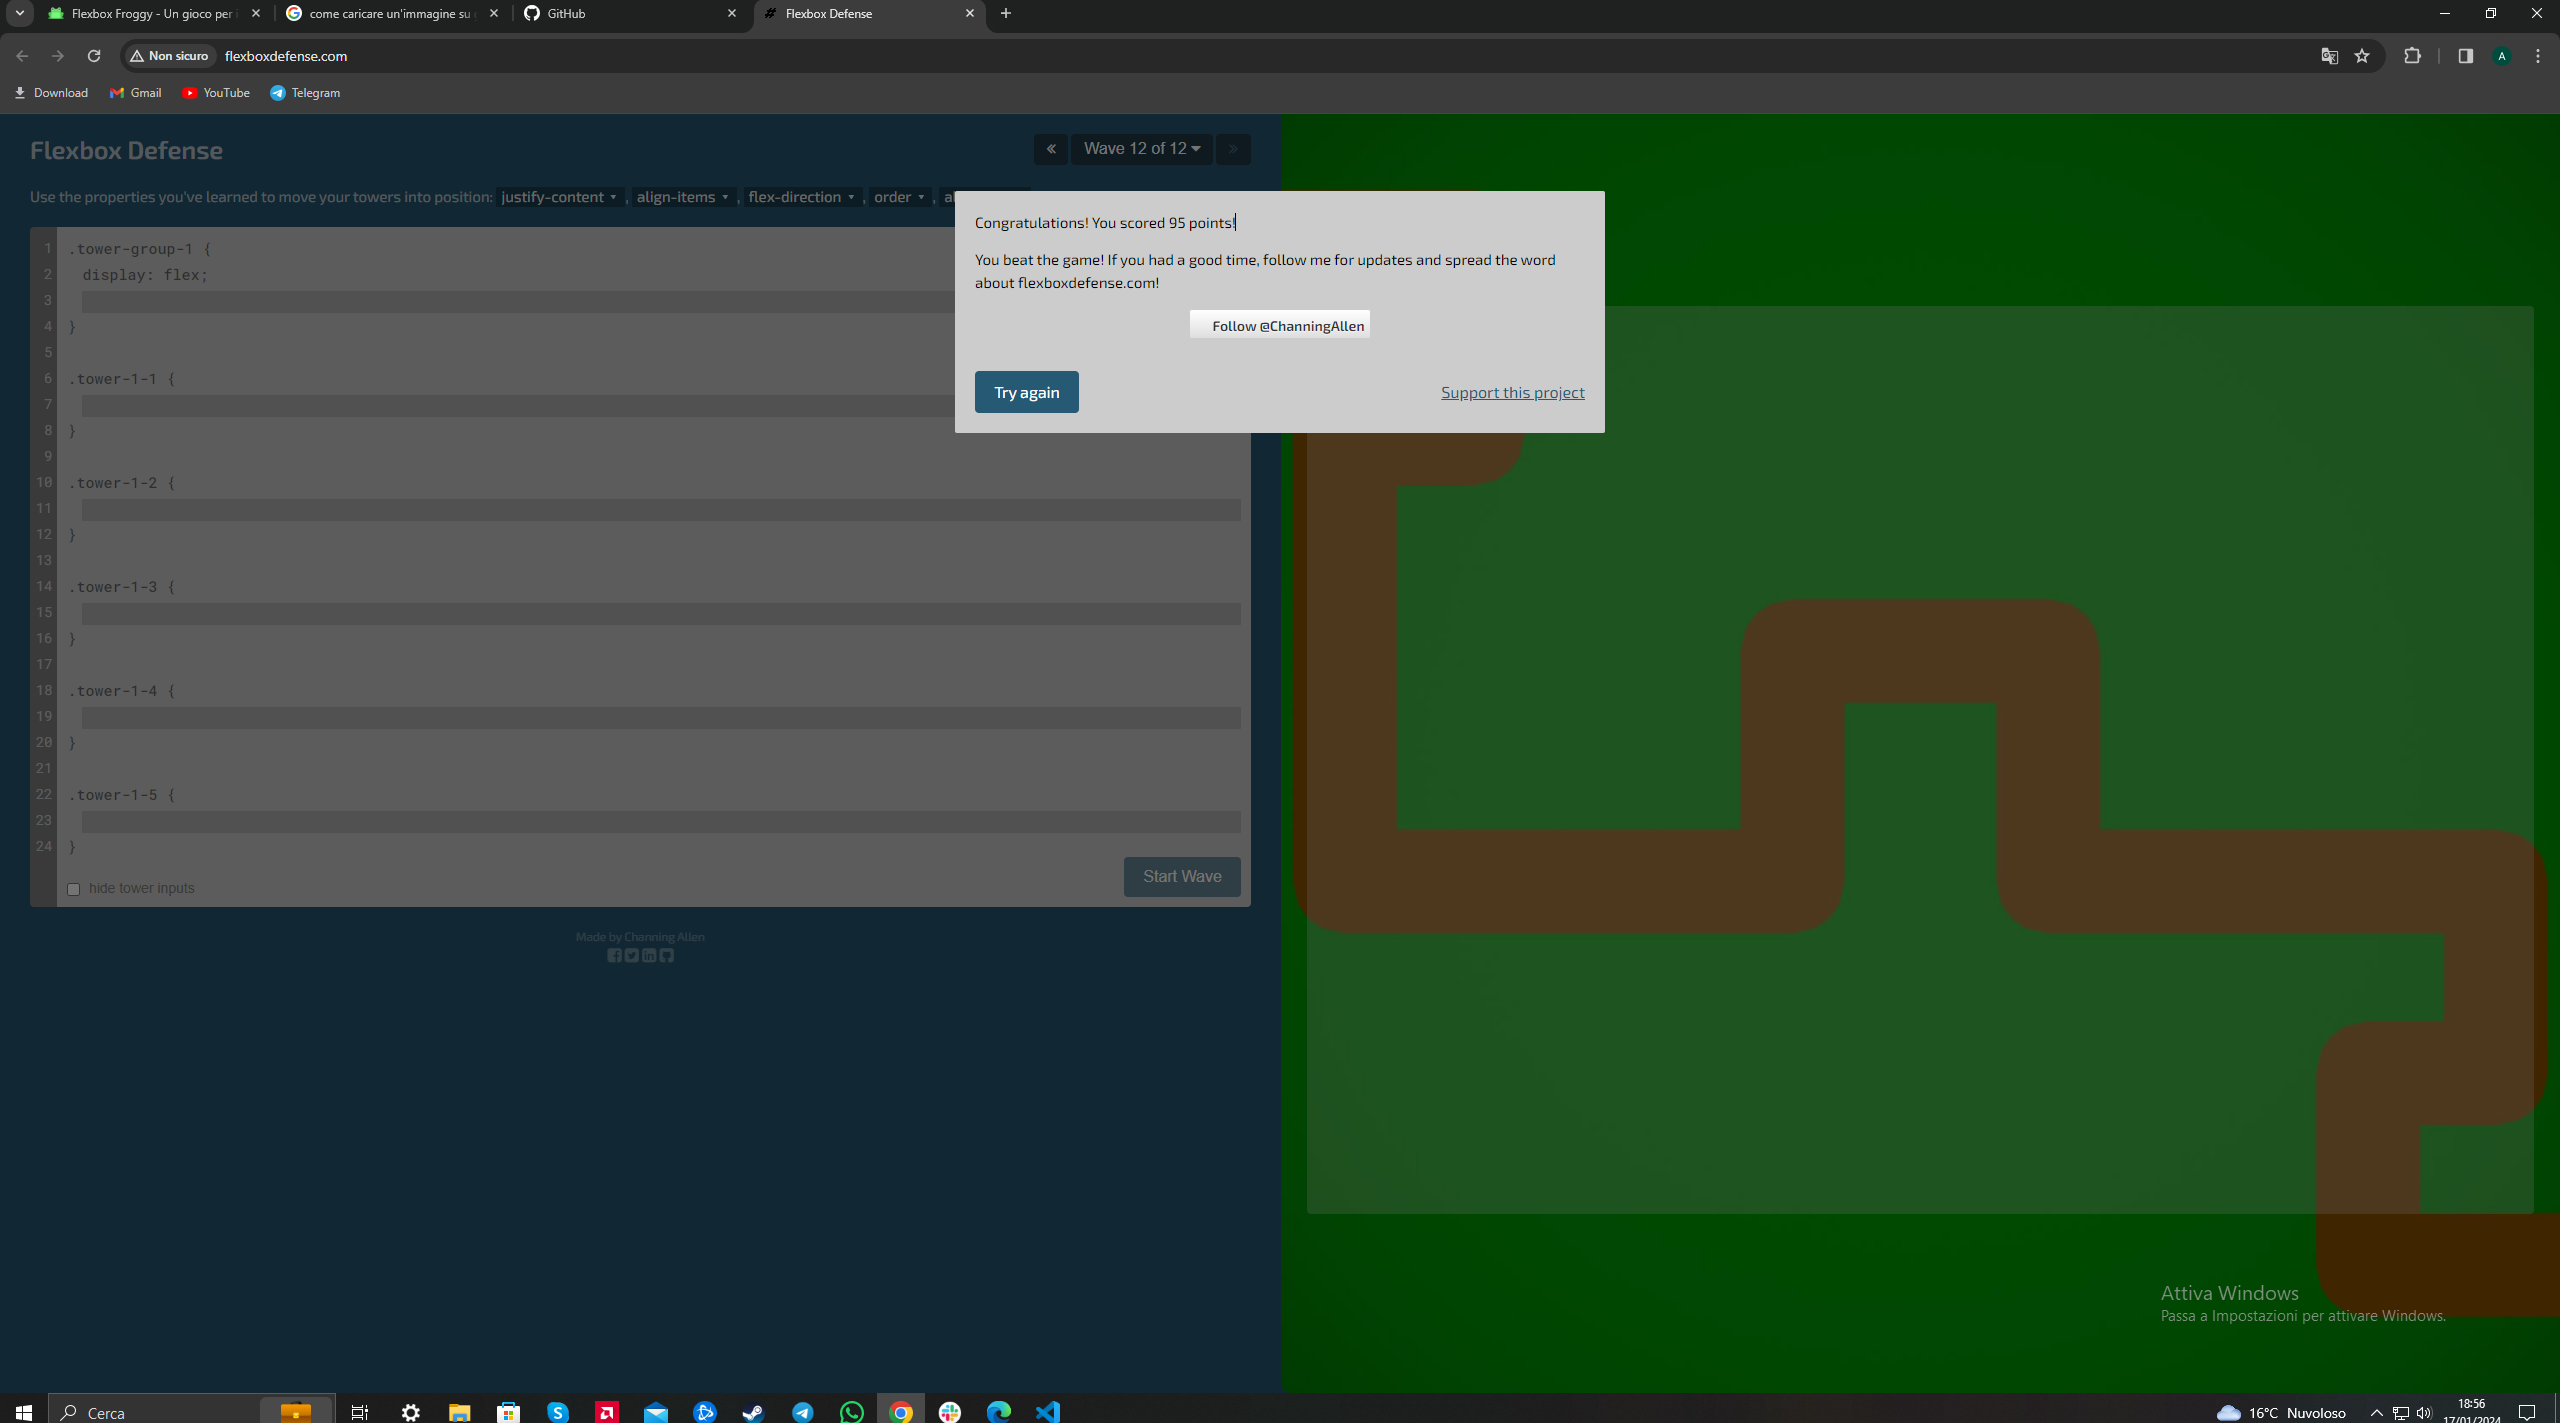 Flexbox Froggy - Un gioco per i
come caricare un'immagine su g
GitHub
Flexbox Defense
Non sicuro
flexboxdefense.com
A
Download
Gmail
YouTube
Telegram
Flexbox Defense
« Wave 12 of 12 »
Use the properties you've learned to move your towers into position: justify-content , align-items , flex-direction , order , al
1 .tower-group-1 {
2 display: flex;
3
4 }
5
6 .tower-1-1 {
7
8 }
9
10 .tower-1-2 {
11
12 }
13
14 .tower-1-3 {
15
16 }
17
18 .tower-1-4 {
19
20 }
21
22 .tower-1-5 {
23
24 }
hide tower inputs
Start Wave
Made by Channing Allen
Congratulations! You scored 95 points!
You beat the game! If you had a good time, follow me for updates and spread the word
about flexboxdefense.com!
Follow @ChanningAllen
Try again
Support this project
Attiva Windows
Passa a Impostazioni per attivare Windows.
Cerca
16°C Nuvoloso
18:56
17/01/2024